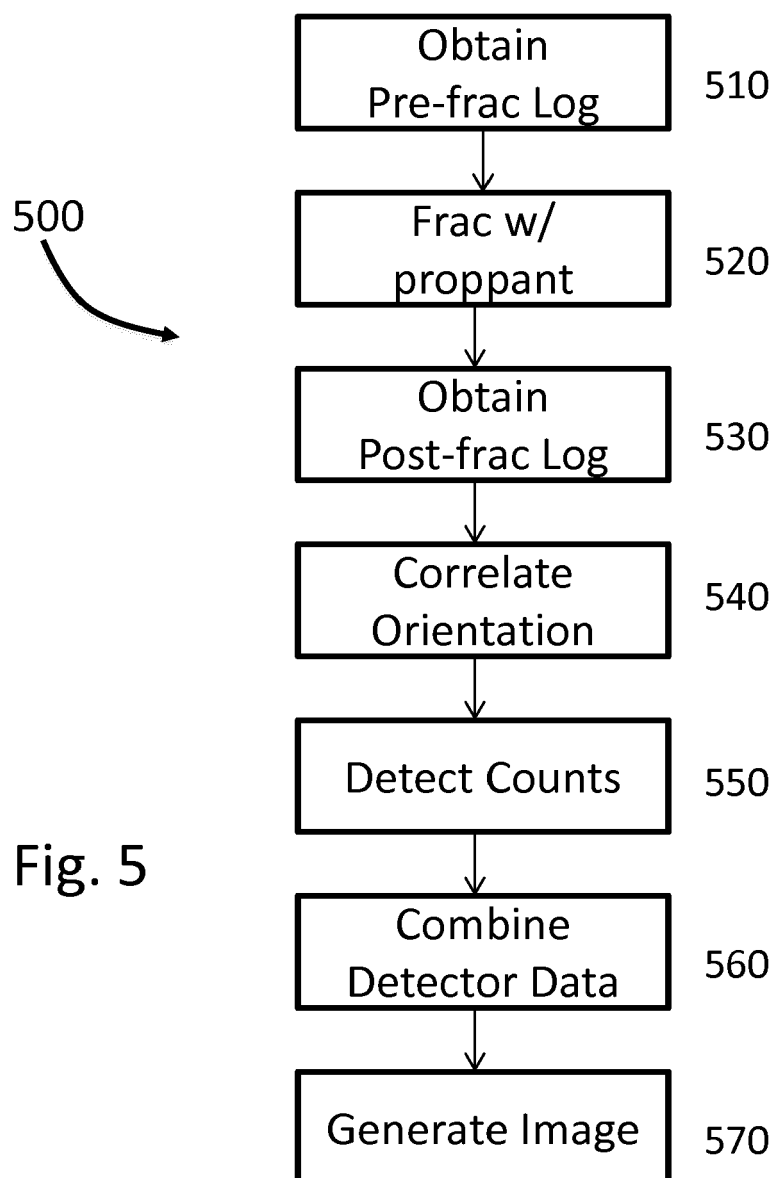 Obtain
Pre-frac Log
510
500
Frac w/
proppant
520
Obtain
Post-frac Log
530
Correlate
Orientation
540
Detect Counts
550
Fig. 5
Combine
Detector Data
560
Generate Image
570